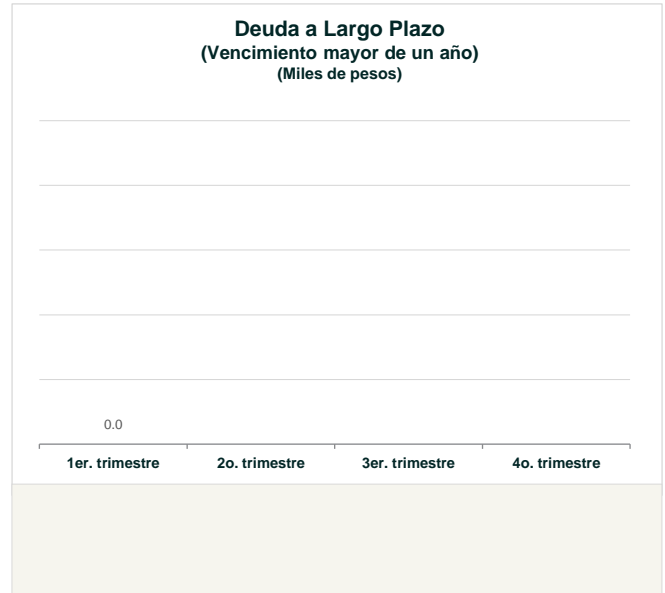 Deuda a Largo Plazo
(Vencimiento mayor de un año)
(Miles de pesos)
0.0
1er. trimestre 2o. trimestre 3er. trimestre 4o. trimestre